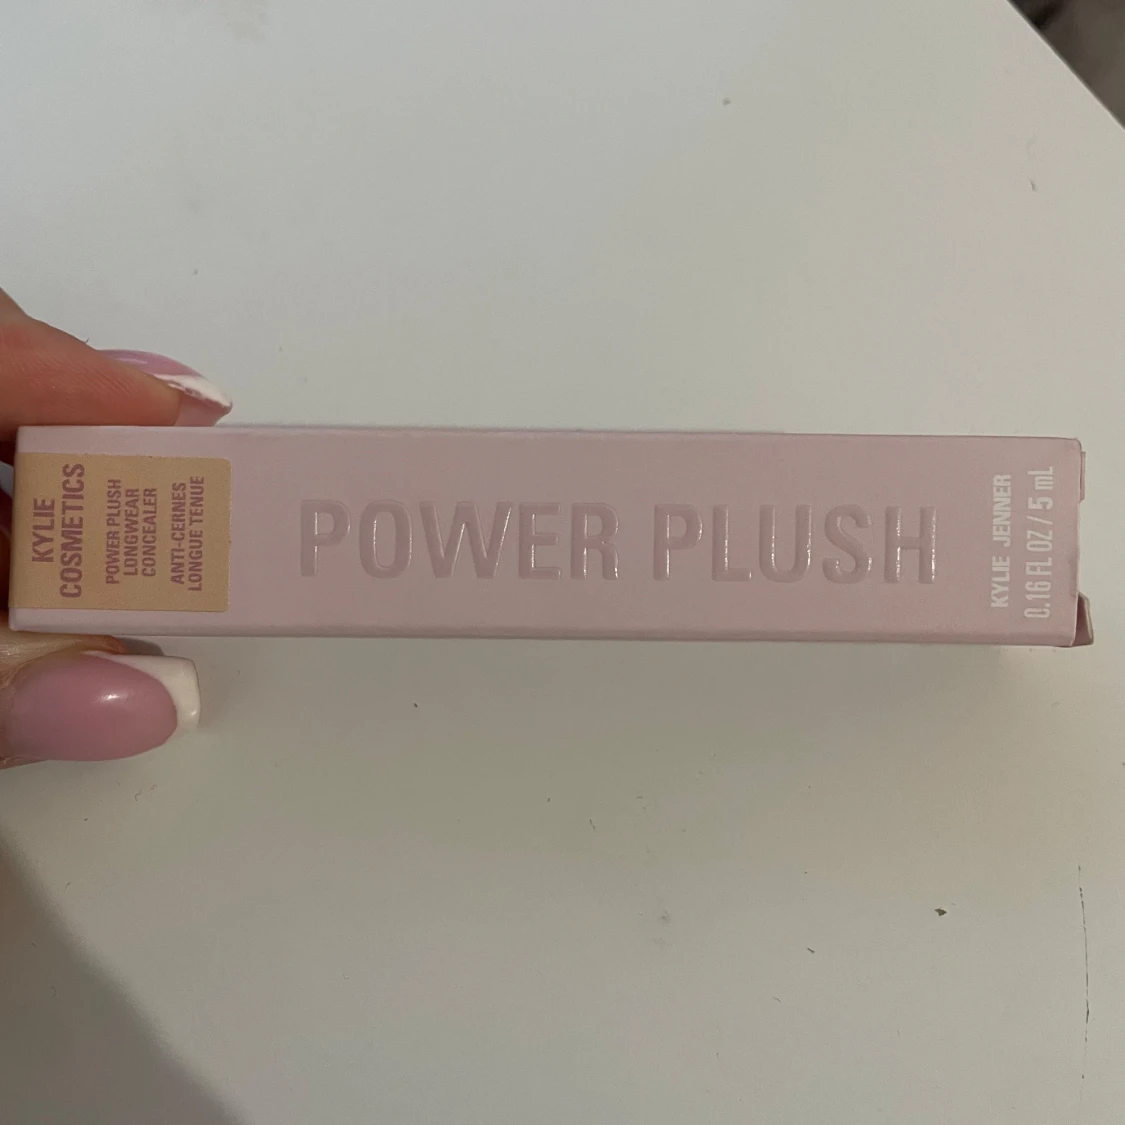 KYLIE
COSMETICS
POWER PLUSH
LONGWEAR
CONCEALER
ANTI-CERNES
LONGUE TENUE
POWER PLUSH
KYLIE JENNER
0.16 FL OZ / 5 mL